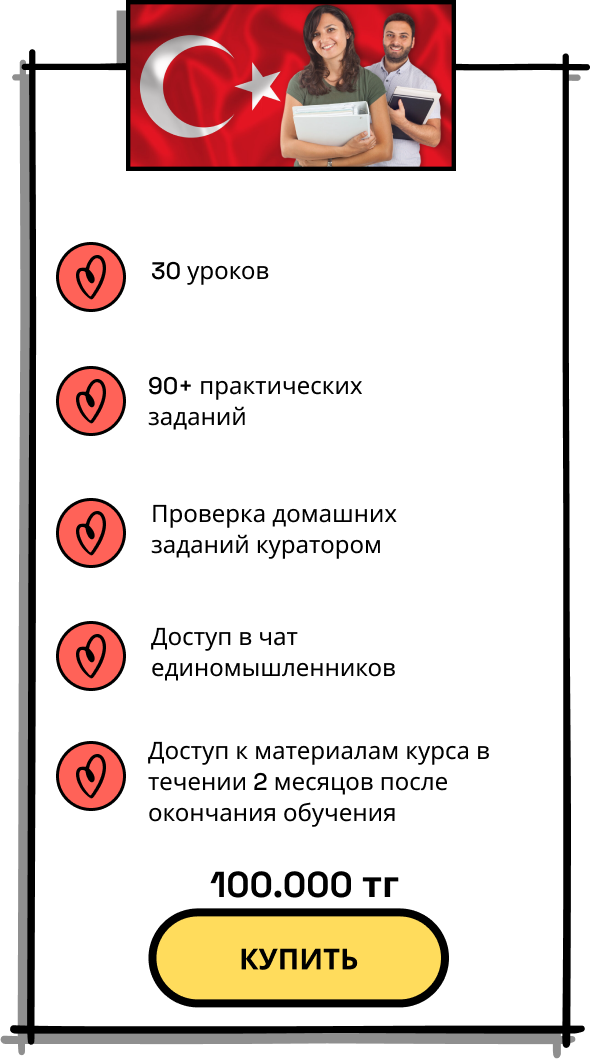 30 уроков
90+ практических
заданий
Проверка домашних
заданий куратором
Доступ в чат
единомышленников
Доступ к материалам курса в
течении 2 месяцов после
окончания обучения
100.000 тг
КУПИТЬ